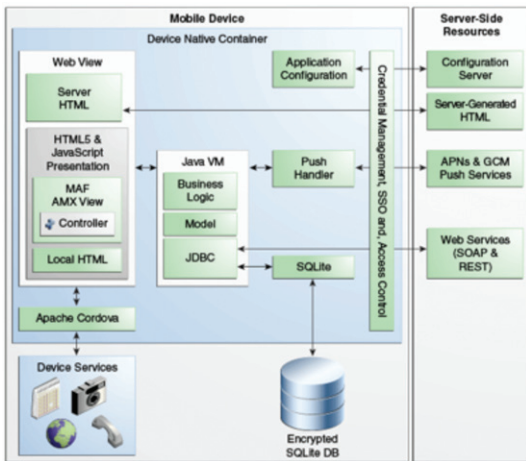 Mobile Device
Server-Side
Resources
Device Native Container
Web View
Server
HTML
HTML5 &
JavaScript
Presentation
MAF
AMX View
Controller
Local HTML
Apache Cordova
Device Services
Java VM
Business
Logic
Model
JDBC
Application
Configuration
Push
Handler
SQLite
Encrypted
SQLite DB
Credential Management, SSO and, Access Control
Configuration
Server
Server-Generated
HTML
APNs & GCM
Push Services
Web Services
(SOAP &
REST)